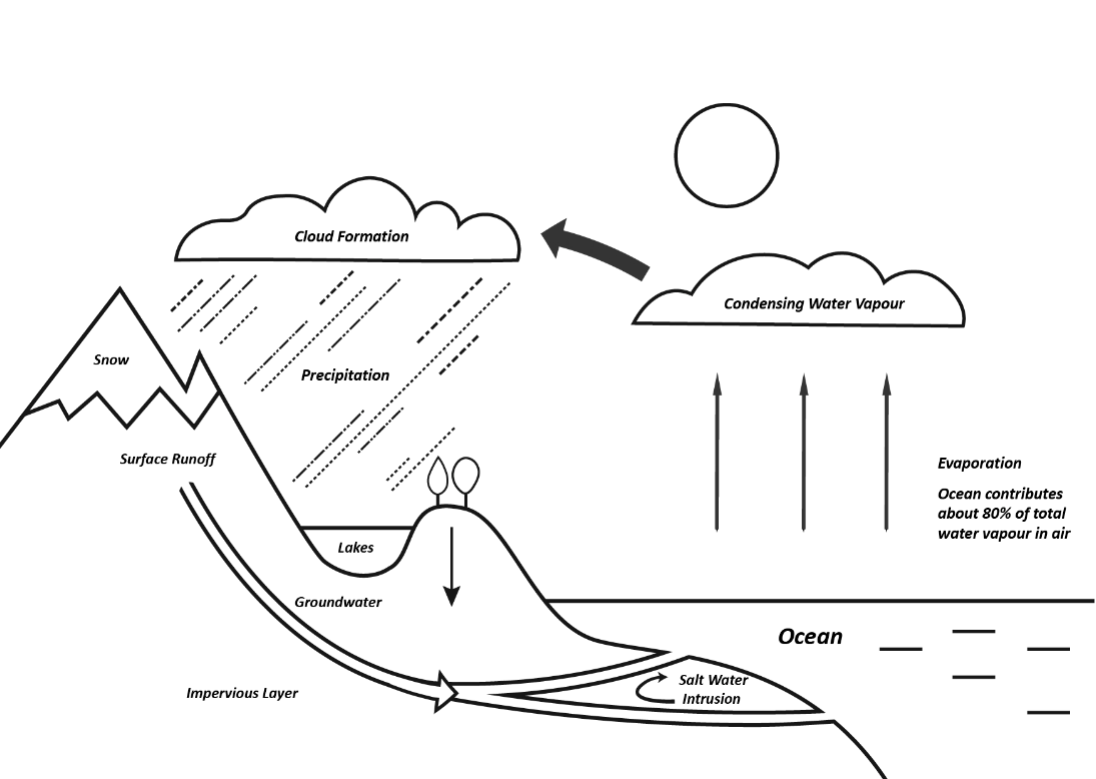 Cloud Formation
Condensing Water Vapour
Snow
Precipitation
Surface Runoff
Evaporation
Ocean contributes
about 80% of total
water vapour in air
Lakes
Groundwater
Ocean
Salt Water
Intrusion
Impervious Layer